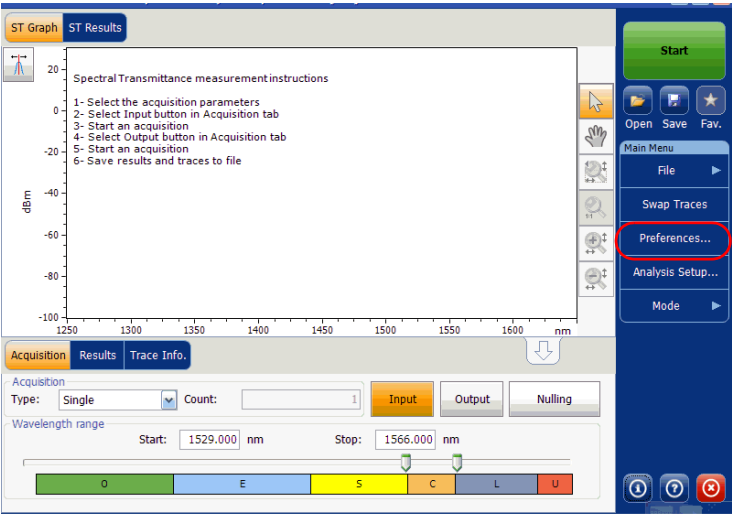 ST Graph ST Results
Start
Open Save Fav.
Main Menu
File
Swap Traces
Preferences...
Analysis Setup...
Mode
Spectral Transmittance measurement instructions
1- Select the acquisition parameters
2- Select Input button in Acquisition tab
3- Start an acquisition
4- Select Output button in Acquisition tab
5- Start an acquisition
6- Save results and traces to file
20
0
-20
-40
-60
-80
-100
dBm
1250 1300 1350 1400 1450 1500 1550 1600 nm
1:1
Acquisition Results Trace Info.
Acquisition
Type: Single Count: 1 Input Output Nulling
Wavelength range
Start: 1529.000 nm Stop: 1566.000 nm
O E S C L U